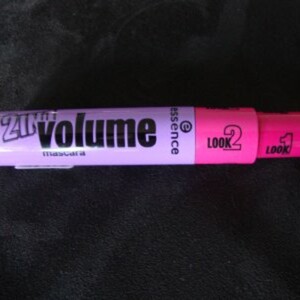 2in1 volume
mascara
e
essence
LOOK 2
LOOK 1